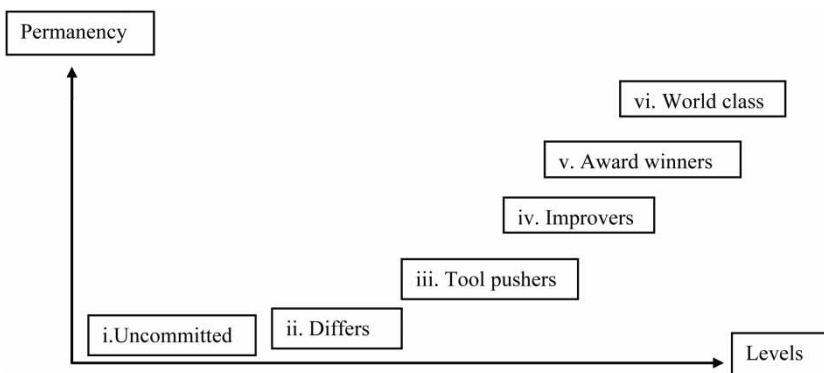 Permanency
vi. World class
v. Award winners
iv. Improvers
iii. Tool pushers
ii. Differs
i.Uncommitted
Levels